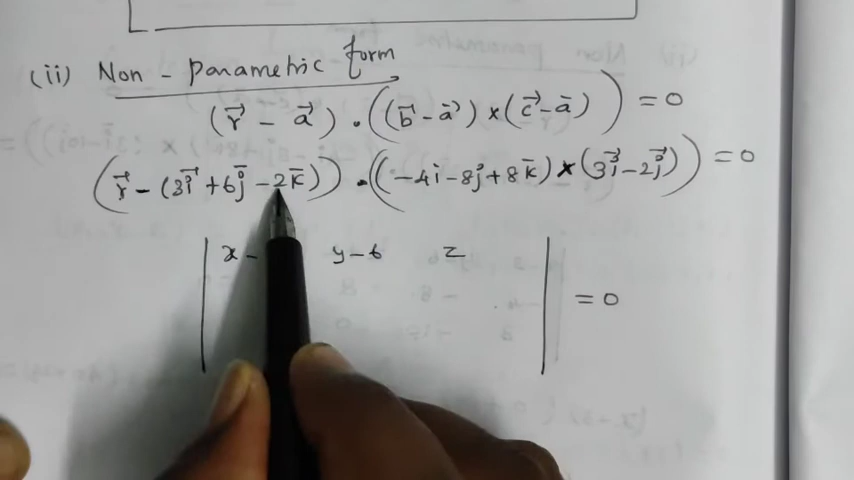 (ii) Non - parametric form
(r⃗ - a⃗) . ((b⃗ - a⃗) × (c⃗ - a⃗)) = 0
(r⃗ - (3i⃗ + 6j⃗ - 2k⃗)) . ((-4i - 8j⃗ + 8k⃗) × (3i⃗ - 2j⃗)) = 0
| x - y - 6 z | = 0